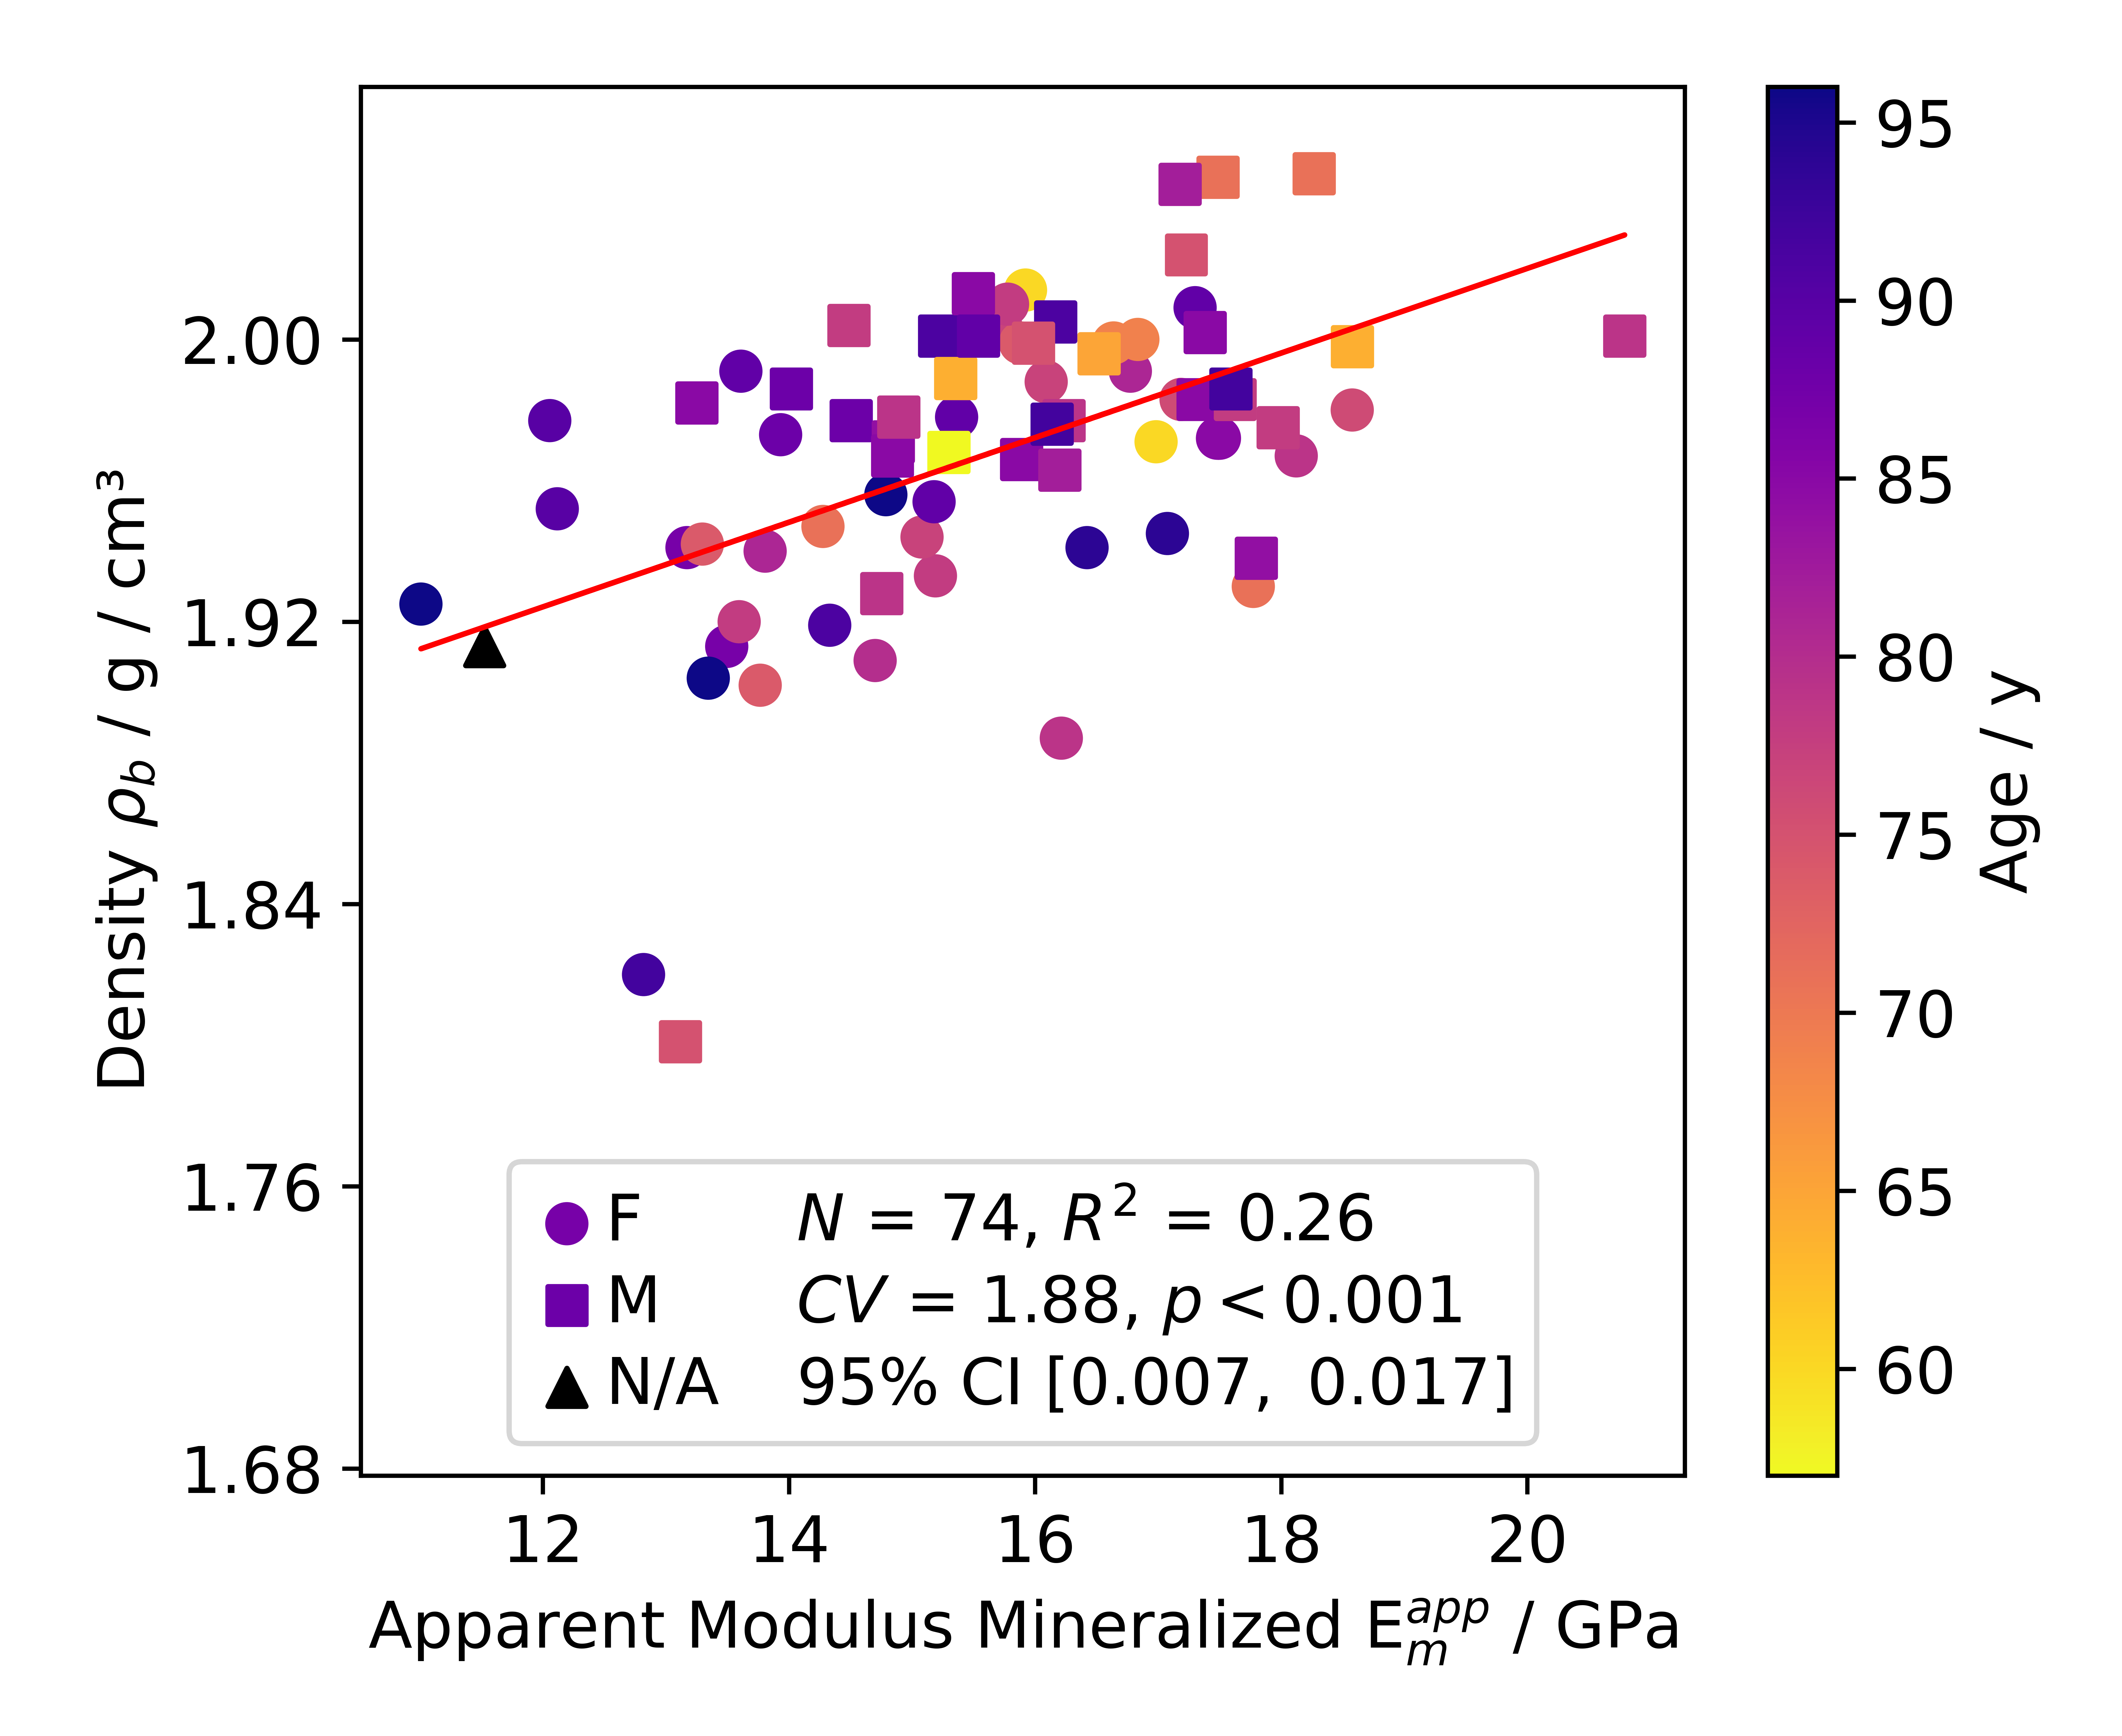 2.00
1.92
1.84
1.76
1.68
Density ρb / g / cm³
F N = 74, R² = 0.26
M CV = 1.88, p < 0.001
N/A 95% CI [0.007, 0.017]
12 14 16 18 20
Apparent Modulus Mineralized E_m^app / GPa
95
90
85
80
75
70
65
60
Age / y